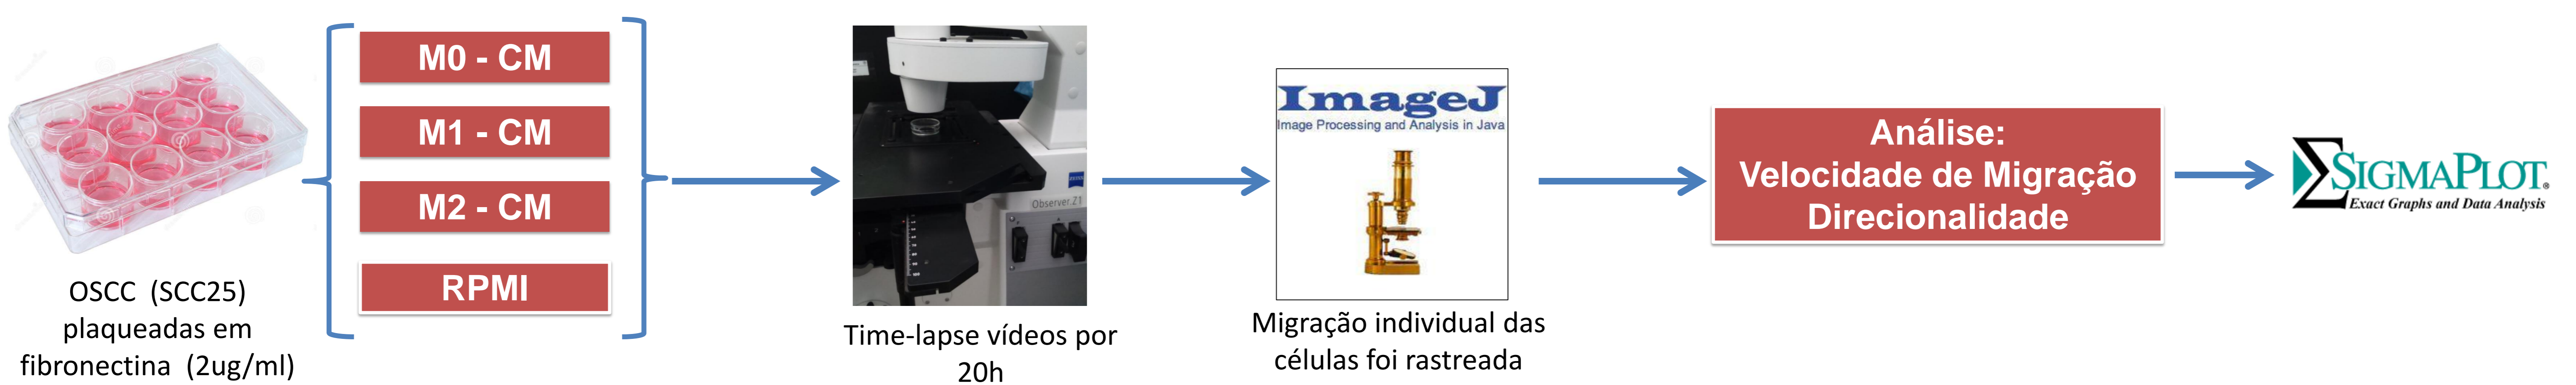 OSCC (SCC25)
plaqueadas em
fibronectina (2ug/ml)
M0 - CM
M1 - CM
M2 - CM
RPMI
ZEISS
Observer.Z1
Time-lapse vídeos por
20h
ImageJ
Image Processing and Analysis in Java
Migração individual das
células foi rastreada
Análise:
Velocidade de Migração
Direcionalidade
SIGMAPLOT®
Exact Graphs and Data Analysis